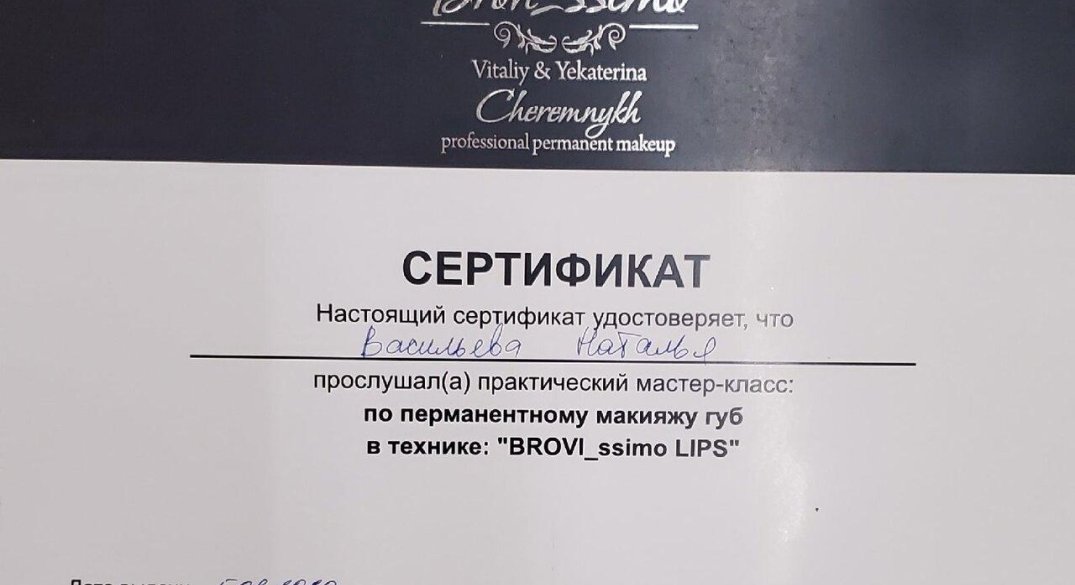 Vitaliy & Yekaterina
Cheremnykh
professional permanent makeup
СЕРТИФИКАТ
Настоящий сертификат удостоверяет, что
Васильева Наталья
прослушал(а) практический мастер-класс:
по перманентному макияжу губ
в технике: "BROVI_ssimo LIPS"